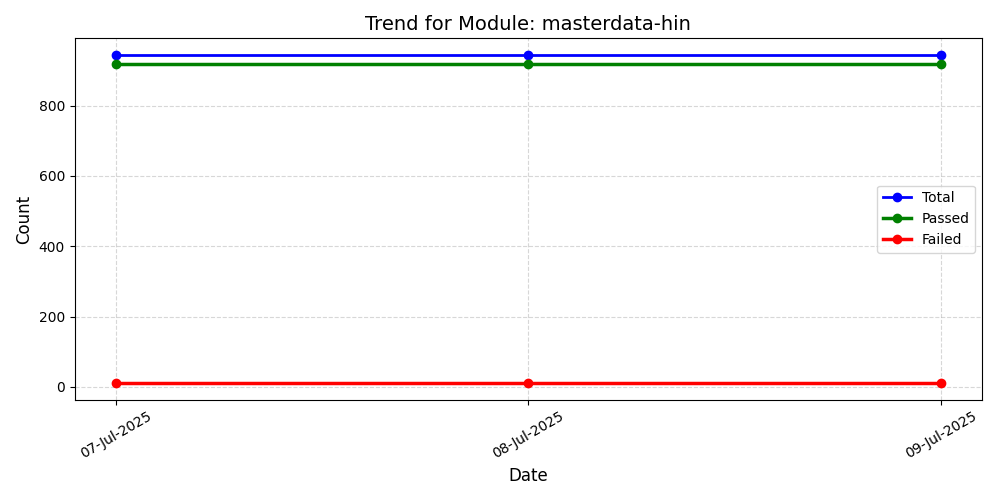 Trend for Module: masterdata-hin
Count
800
600
400
200
0
Total
Passed
Failed
07-Jul-2025
08-Jul-2025
09-Jul-2025
Date